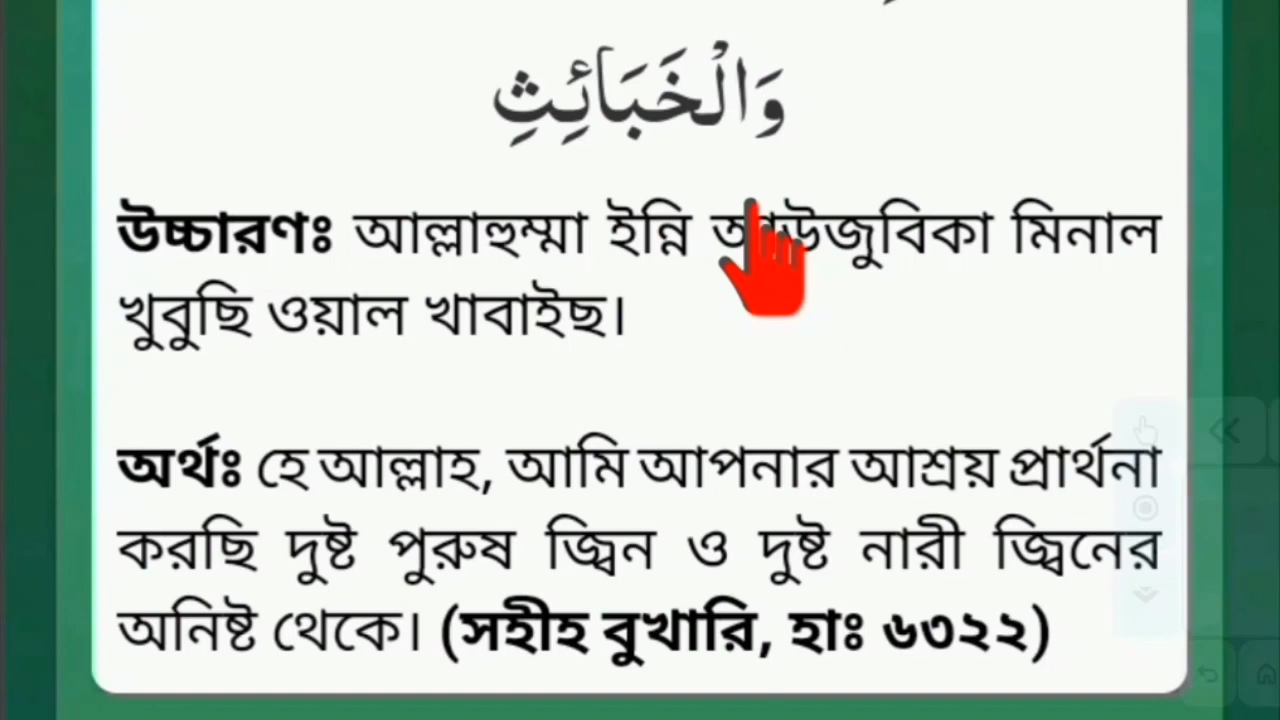 وَالْخَبَائِثِ
উচ্চারণঃ আল্লাহুম্মা ইন্নি আউজুবিকা মিনাল
খুবুছি ওয়াল খাবাইছ।
অর্থঃ হে আল্লাহ, আমি আপনার আশ্রয় প্রার্থনা
করছি দুষ্ট পুরুষ জ্বিন ও দুষ্ট নারী জ্বিনের
অনিষ্ট থেকে। (সহীহ বুখারি, হাঃ ৬৩২২)